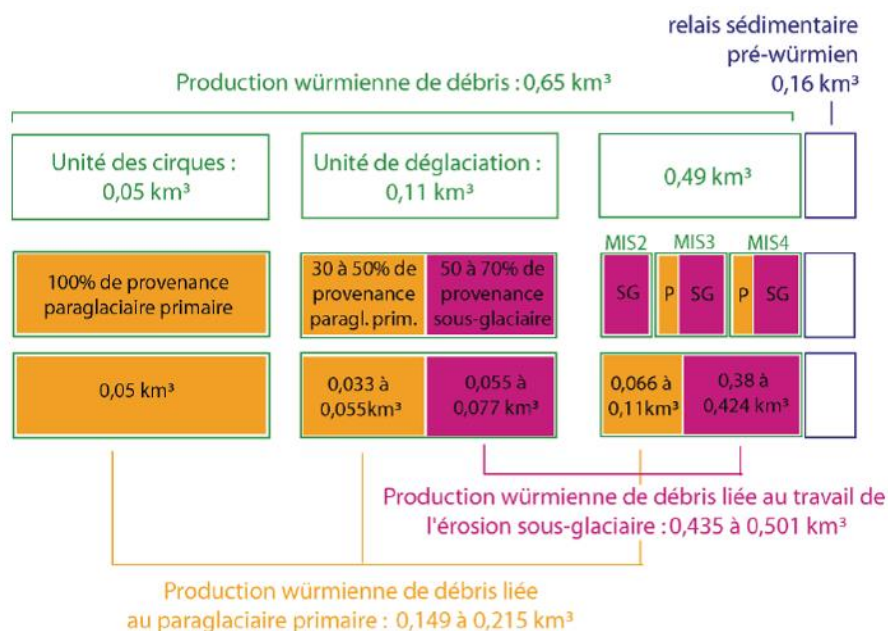 relais sédimentaire
pré-würmien
0,16 km³
Production würmienne de débris : 0,65 km³
Unité des cirques :
0,05 km³
Unité de déglaciation :
0,11 km³
0,49 km³
MIS2
MIS3
MIS4
100% de provenance
paraglaciaire primaire
30 à 50% de
provenance
paragl. prim.
50 à 70% de
provenance
sous-glaciaire
SG
P
SG
P
SG
0,05 km³
0,033 à
0,055km³
0,055 à
0,077 km³
0,066 à
0,11km³
0,38 à
0,424 km³
Production würmienne de débris liée au travail de
l'érosion sous-glaciaire : 0,435 à 0,501 km³
Production würmienne de débris liée
au paraglaciaire primaire : 0,149 à 0,215 km³